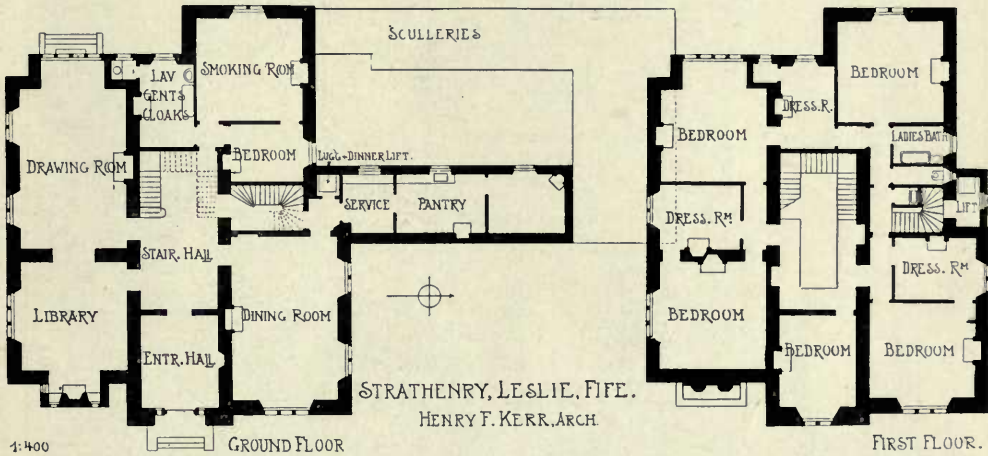 SCULLERIES
LAV
GENTS
CLOAKS
SMOKING ROOM
DRAWING ROOM
BEDROOM
LUGG + DINNER LIFT.
SERVICE
PANTRY
STAIR. HALL
LIBRARY
ENTR. HALL
DINING ROOM
BEDROOM
DRESS. R.
BEDROOM
LADIES BATH
DRESS. RM
LIFT
DRESS. RM
BEDROOM
BEDROOM
BEDROOM
STRATHENRY, LESLIE, FIFE.
HENRY F. KERR, ARCH.
1:400
GROUND FLOOR
FIRST FLOOR.